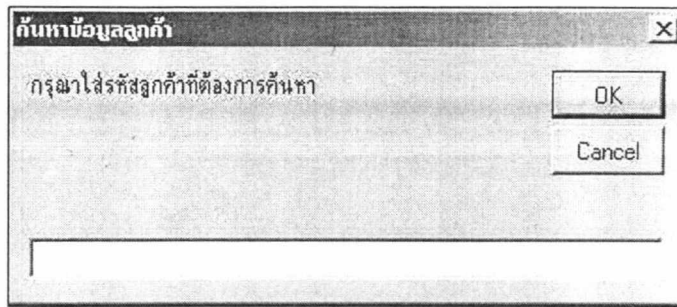 ค้นหาข้อมูลลูกค้า
กรุณาใส่รหัสลูกค้าที่ต้องการค้นหา
OK
Cancel